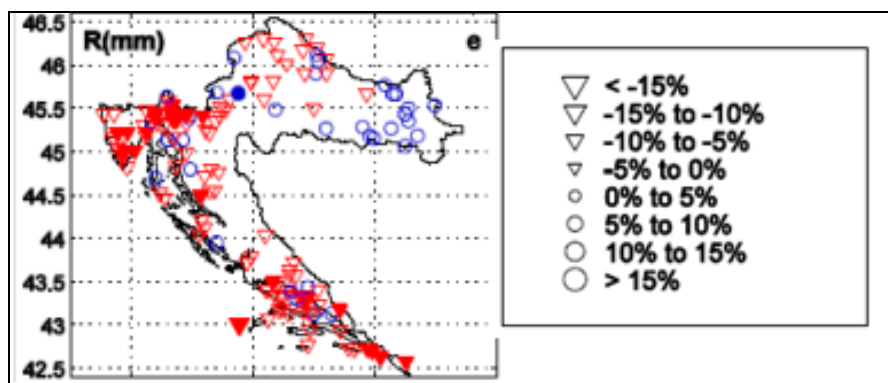 46.5
R(mm) e
46
45.5
45
44.5
44
43.5
43
42.5
< -15%
-15% to -10%
-10% to -5%
-5% to 0%
0% to 5%
5% to 10%
10% to 15%
> 15%